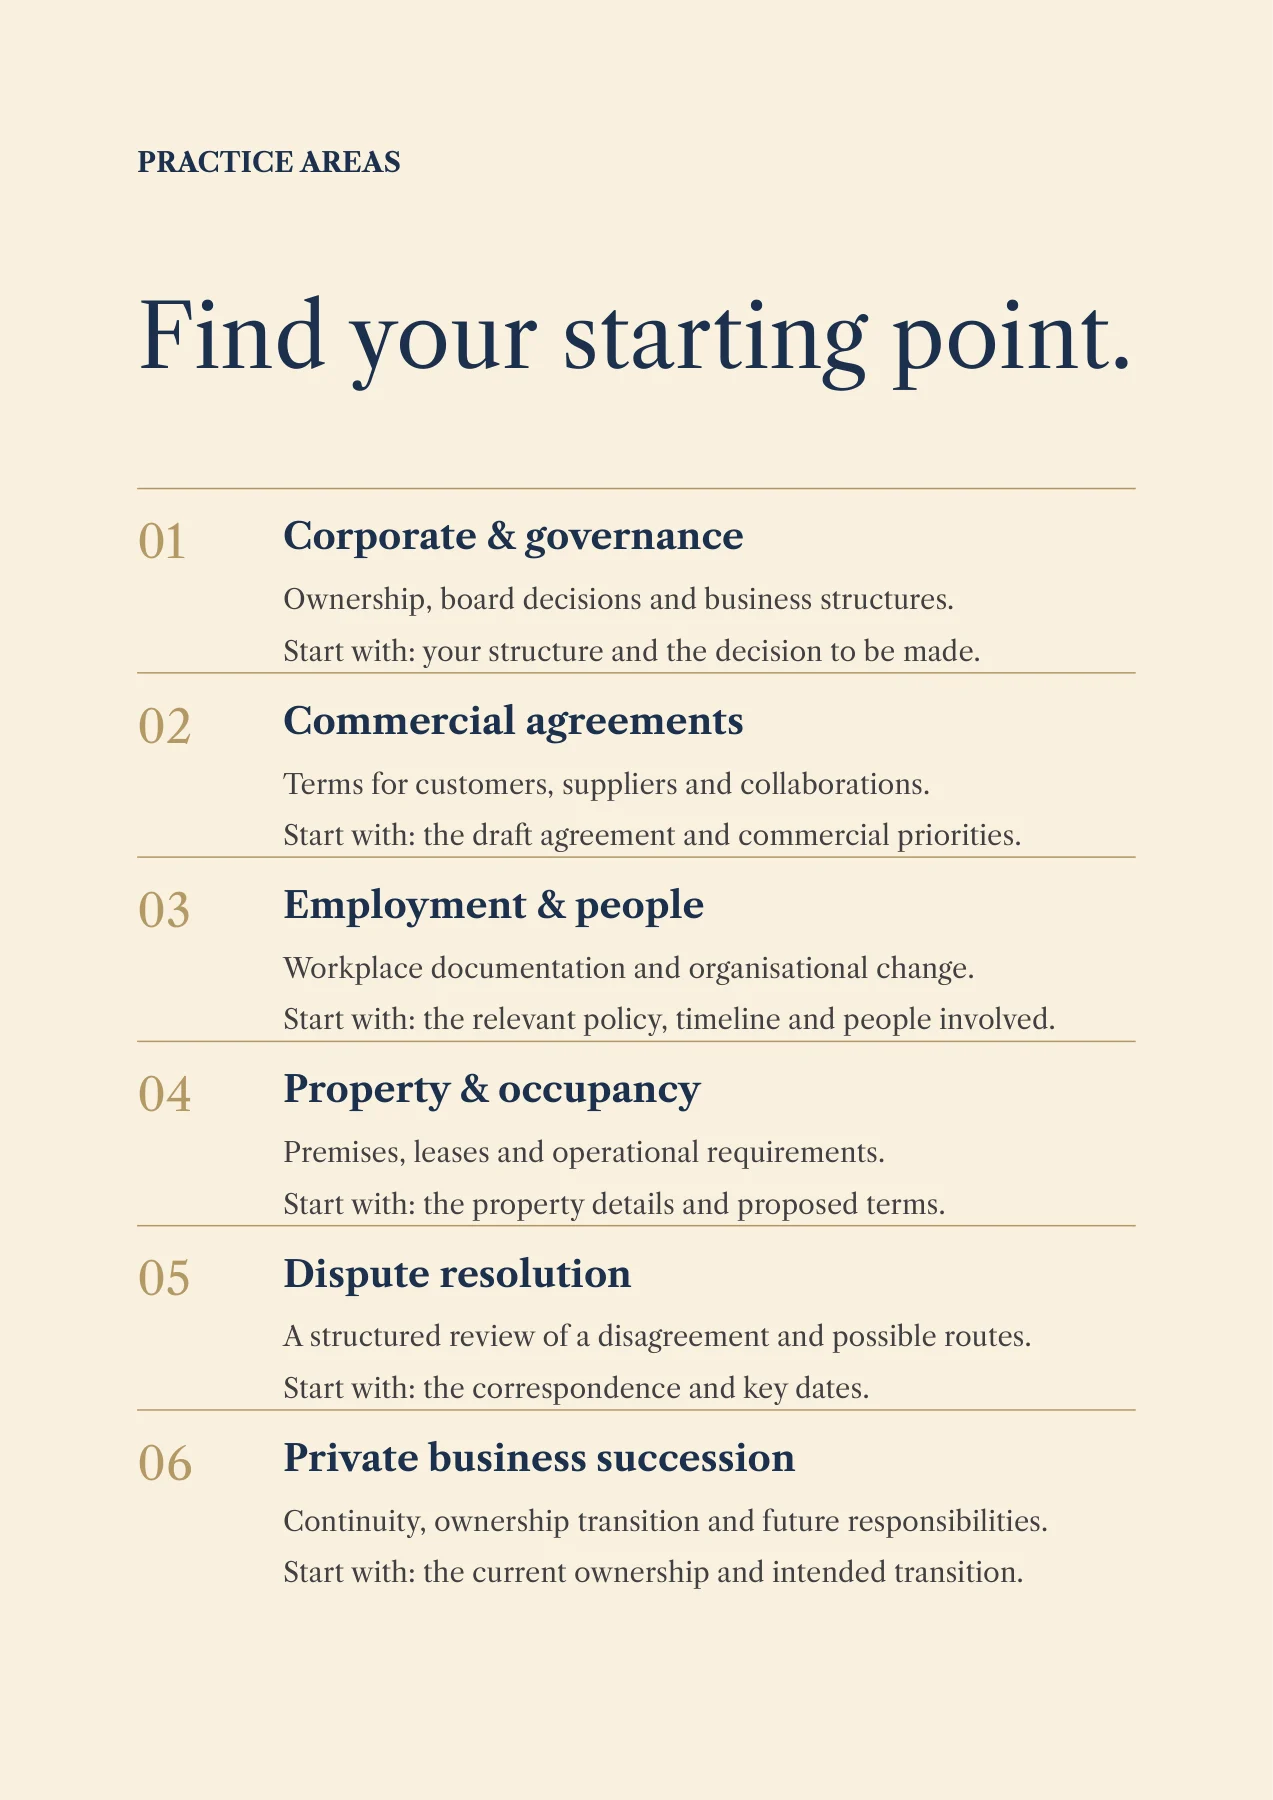 PRACTICE AREAS
Find your starting point.
01
Corporate & governance
Ownership, board decisions and business structures.
Start with: your structure and the decision to be made.
02
Commercial agreements
Terms for customers, suppliers and collaborations.
Start with: the draft agreement and commercial priorities.
03
Employment & people
Workplace documentation and organisational change.
Start with: the relevant policy, timeline and people involved.
04
Property & occupancy
Premises, leases and operational requirements.
Start with: the property details and proposed terms.
05
Dispute resolution
A structured review of a disagreement and possible routes.
Start with: the correspondence and key dates.
06
Private business succession
Continuity, ownership transition and future responsibilities.
Start with: the current ownership and intended transition.